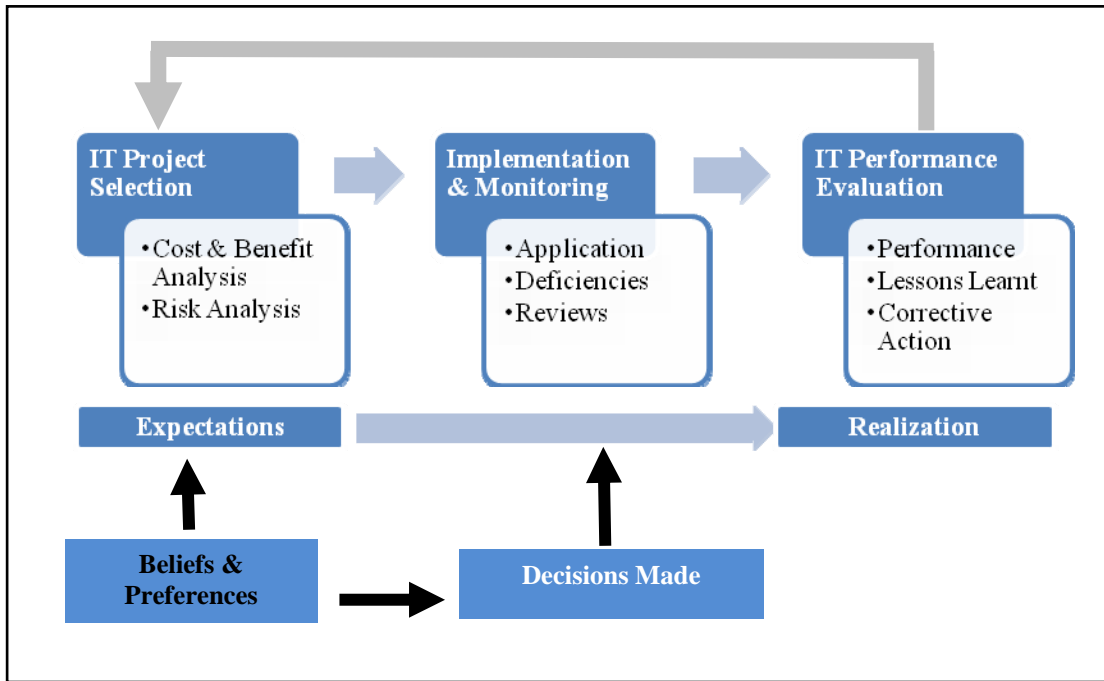 IT Project
Selection
• Cost & Benefit
Analysis
• Risk Analysis
Implementation
& Monitoring
• Application
• Deficiencies
• Reviews
IT Performance
Evaluation
• Performance
• Lessons Learnt
• Corrective
Action
Expectations
Realization
Beliefs &
Preferences
Decisions Made